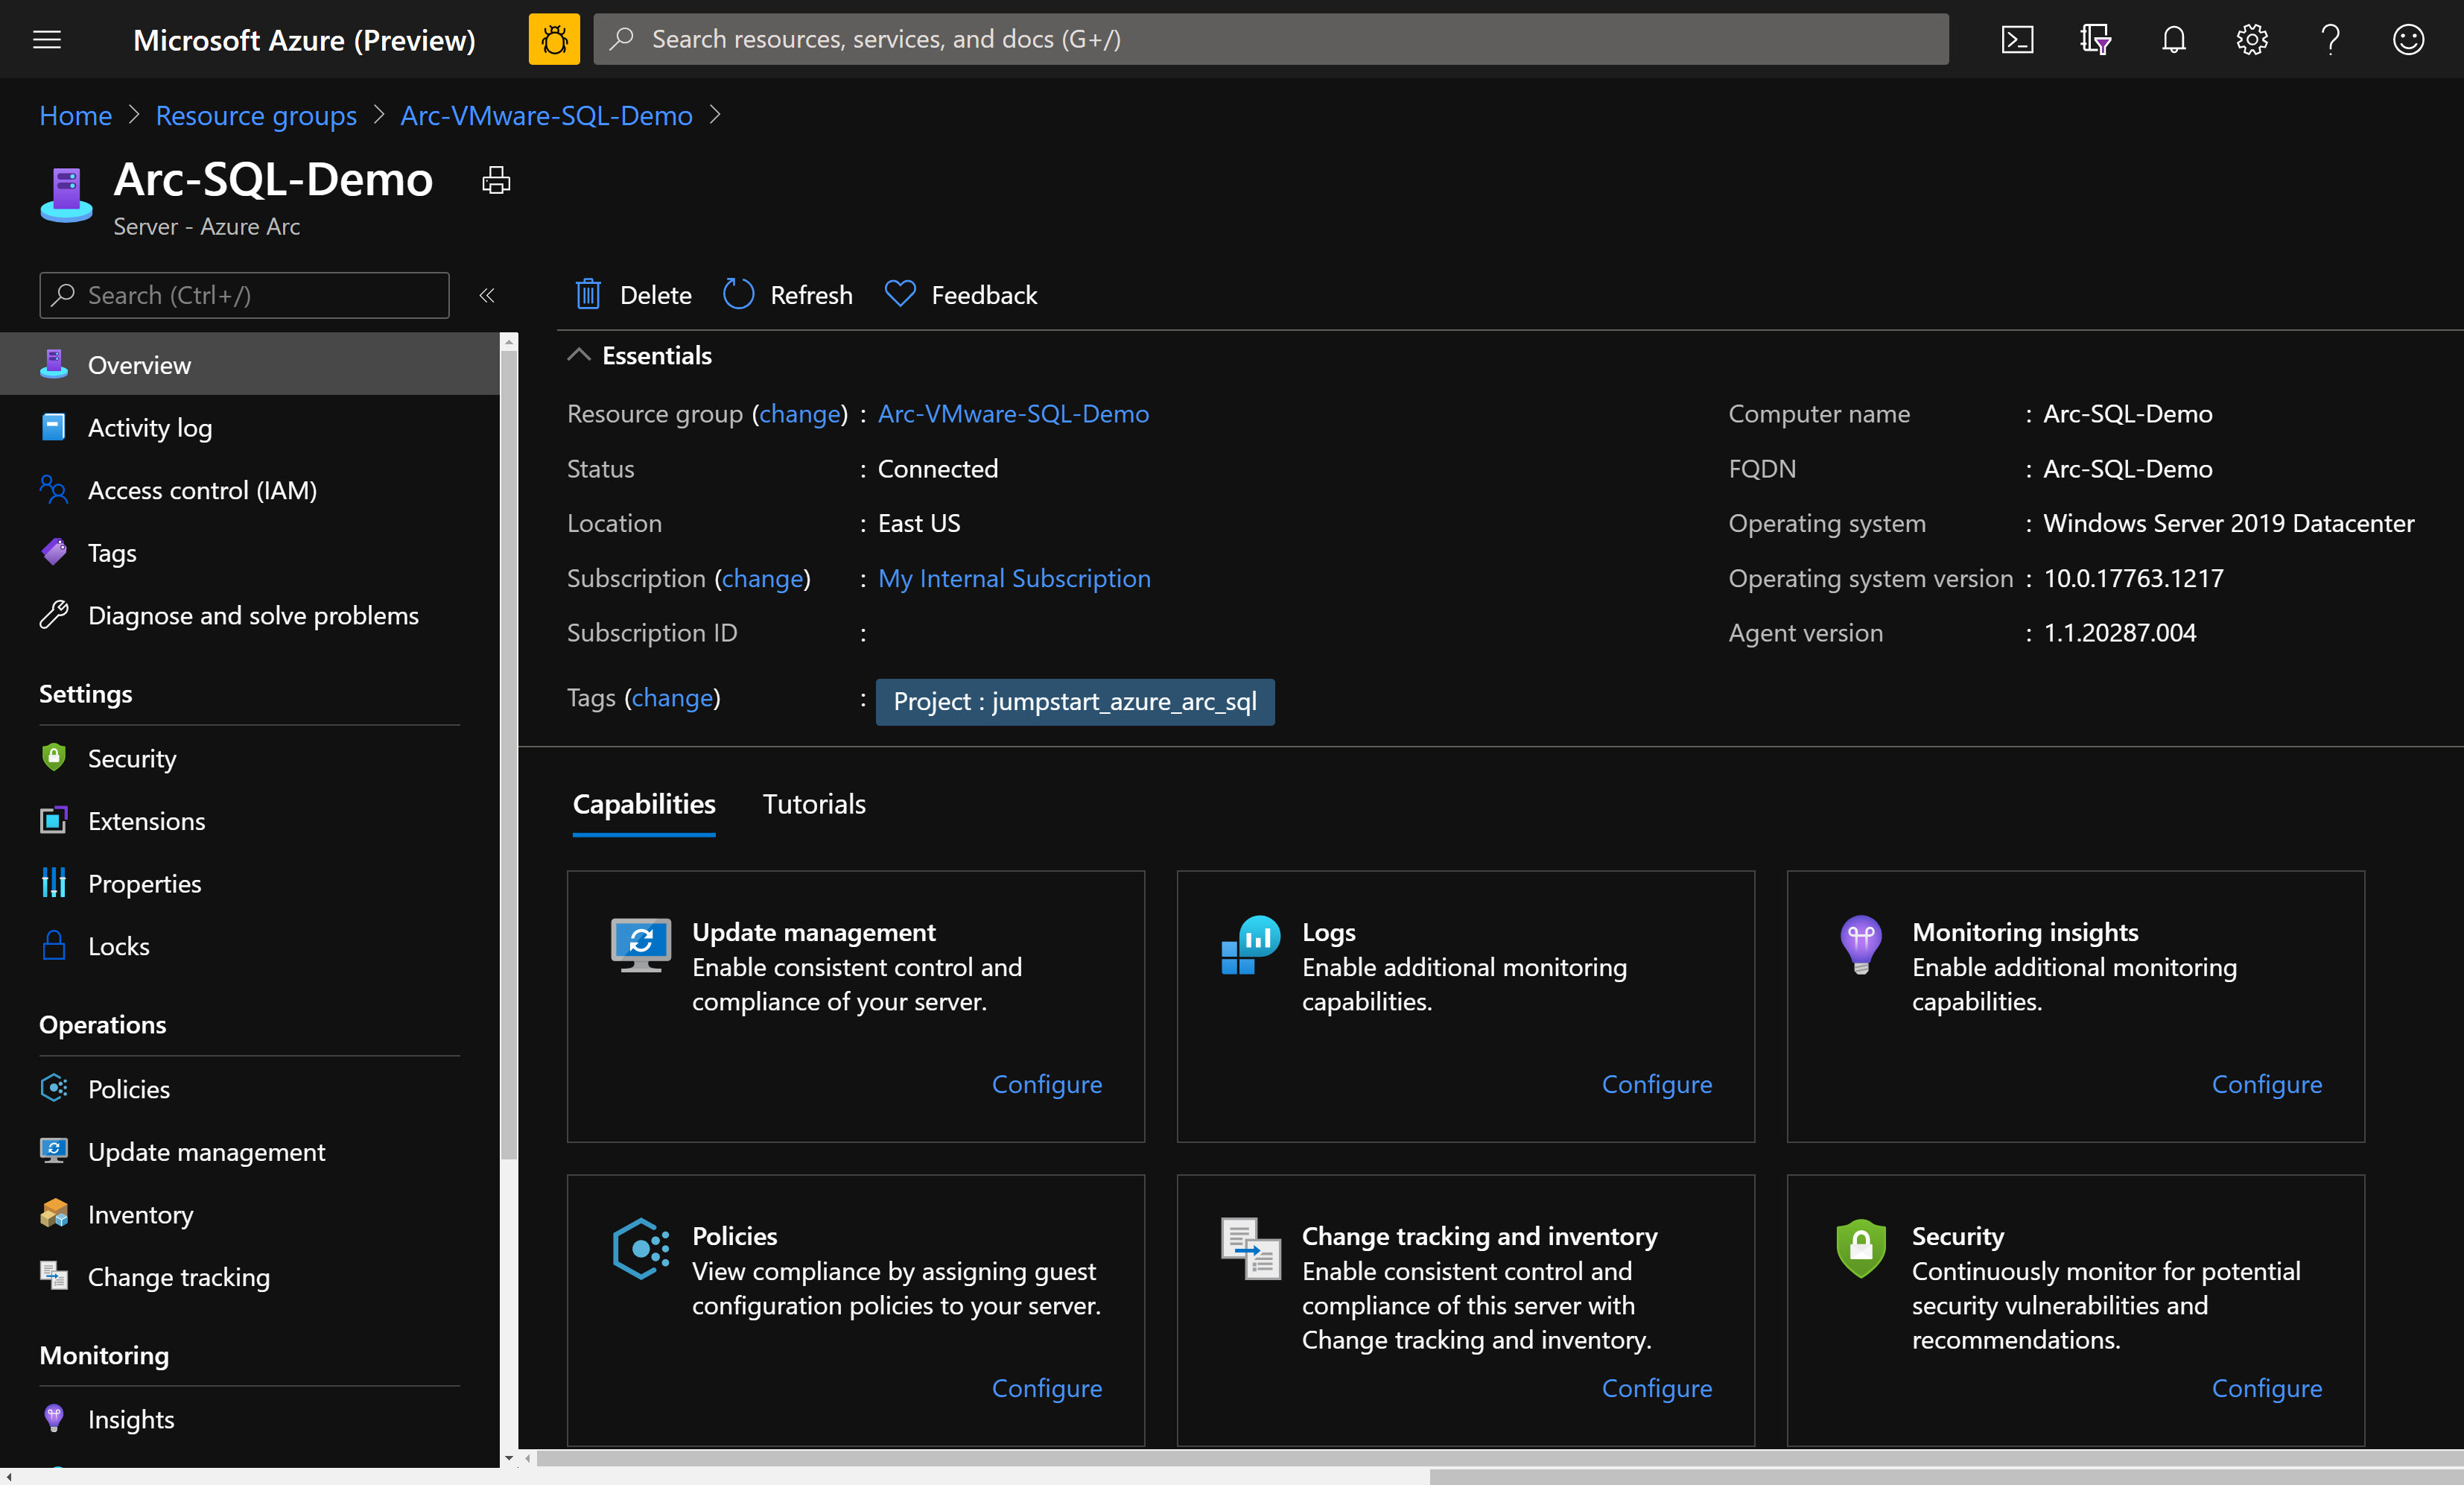 Microsoft Azure (Preview)
Search resources, services, and docs (G+/)
Home > Resource groups > Arc-VMware-SQL-Demo >
Arc-SQL-Demo
Server - Azure Arc
Search (Ctrl+/)
«
Overview
Activity log
Access control (IAM)
Tags
Diagnose and solve problems
Settings
Security
Extensions
Properties
Locks
Operations
Policies
Update management
Inventory
Change tracking
Monitoring
Insights
Delete Refresh Feedback
Essentials
Resource group (change) : Arc-VMware-SQL-Demo
Status : Connected
Location : East US
Subscription (change) : My Internal Subscription
Subscription ID :
Tags (change) : Project : jumpstart_azure_arc_sql
Computer name : Arc-SQL-Demo
FQDN : Arc-SQL-Demo
Operating system : Windows Server 2019 Datacenter
Operating system version : 10.0.17763.1217
Agent version : 1.1.20287.004
Capabilities Tutorials
Update management
Enable consistent control and
compliance of your server.
Configure
Logs
Enable additional monitoring
capabilities.
Configure
Monitoring insights
Enable additional monitoring
capabilities.
Configure
Policies
View compliance by assigning guest
configuration policies to your server.
Configure
Change tracking and inventory
Enable consistent control and
compliance of this server with
Change tracking and inventory.
Configure
Security
Continuously monitor for potential
security vulnerabilities and
recommendations.
Configure